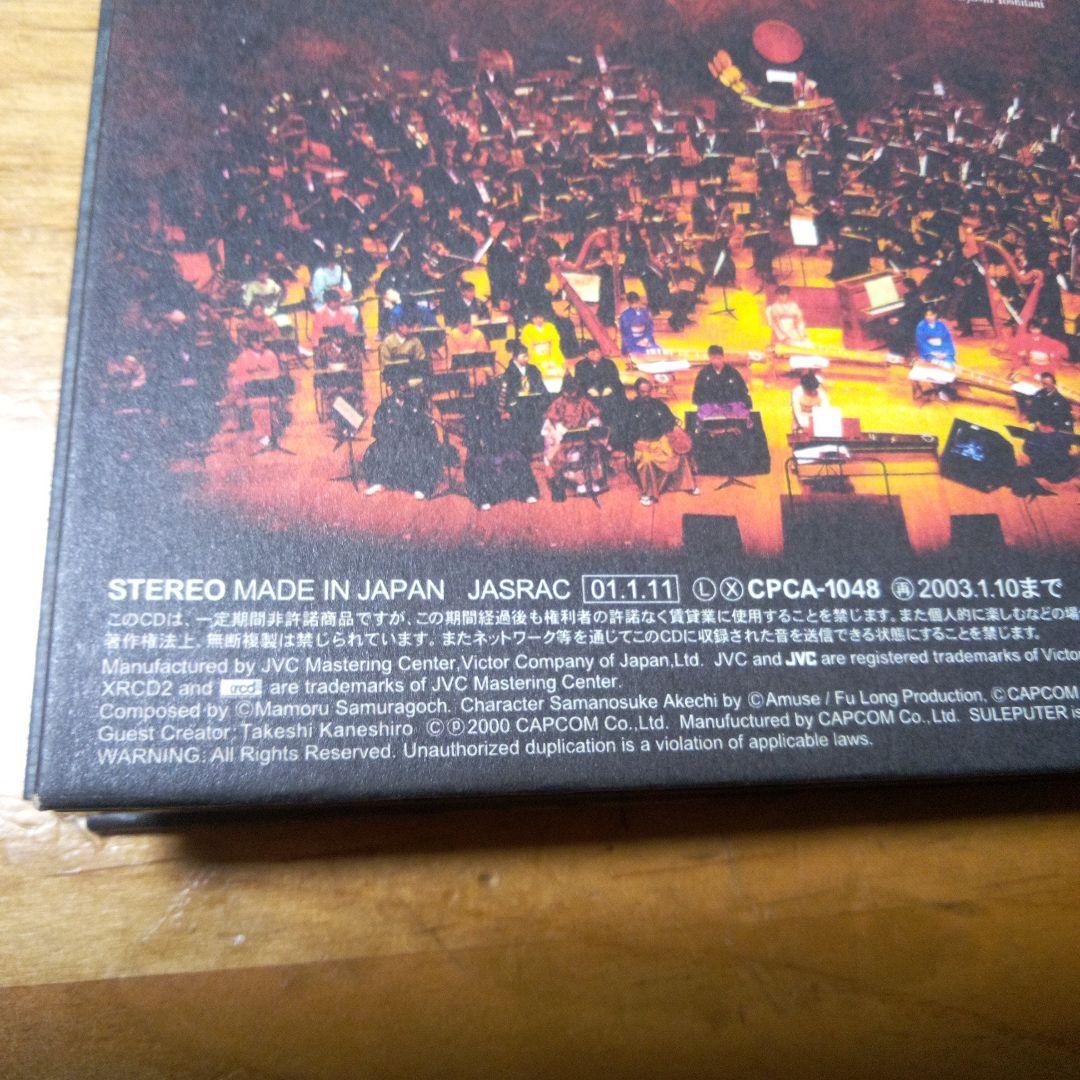 Yoshitani
STEREO MADE IN JAPAN JASRAC 01.1.11 Ⓛ Ⓧ CPCA-1048 再 2003.1.10まで
このCDは、一定期間非許諾商品ですが、この期間経過後も権利者の許諾なく賃貸業に使用することを禁じます。また個人的に楽しむなどの場
著作権法上、無断複製は禁じられています。またネットワーク等を通じてこのCDに収録された音を送信できる状態にすることを禁じます。
Manufactured by JVC Mastering Center,Victor Company of Japan,Ltd. JVC and JVC are registered trademarks of Victor
XRCD2 and xrcd are trademarks of JVC Mastering Center.
Composed by ©Mamoru Samuragoch. Character Samanosuke Akechi by ©Amuse / Fu Long Production. ©CAPCOM
Guest Creator: Takeshi Kaneshiro ©Ⓟ2000 CAPCOM Co.,Ltd. Manufuctured by CAPCOM Co.,Ltd. SULEPUTER is
WARNING: All Rights Reserved. Unauthorized duplication is a violation of applicable laws.